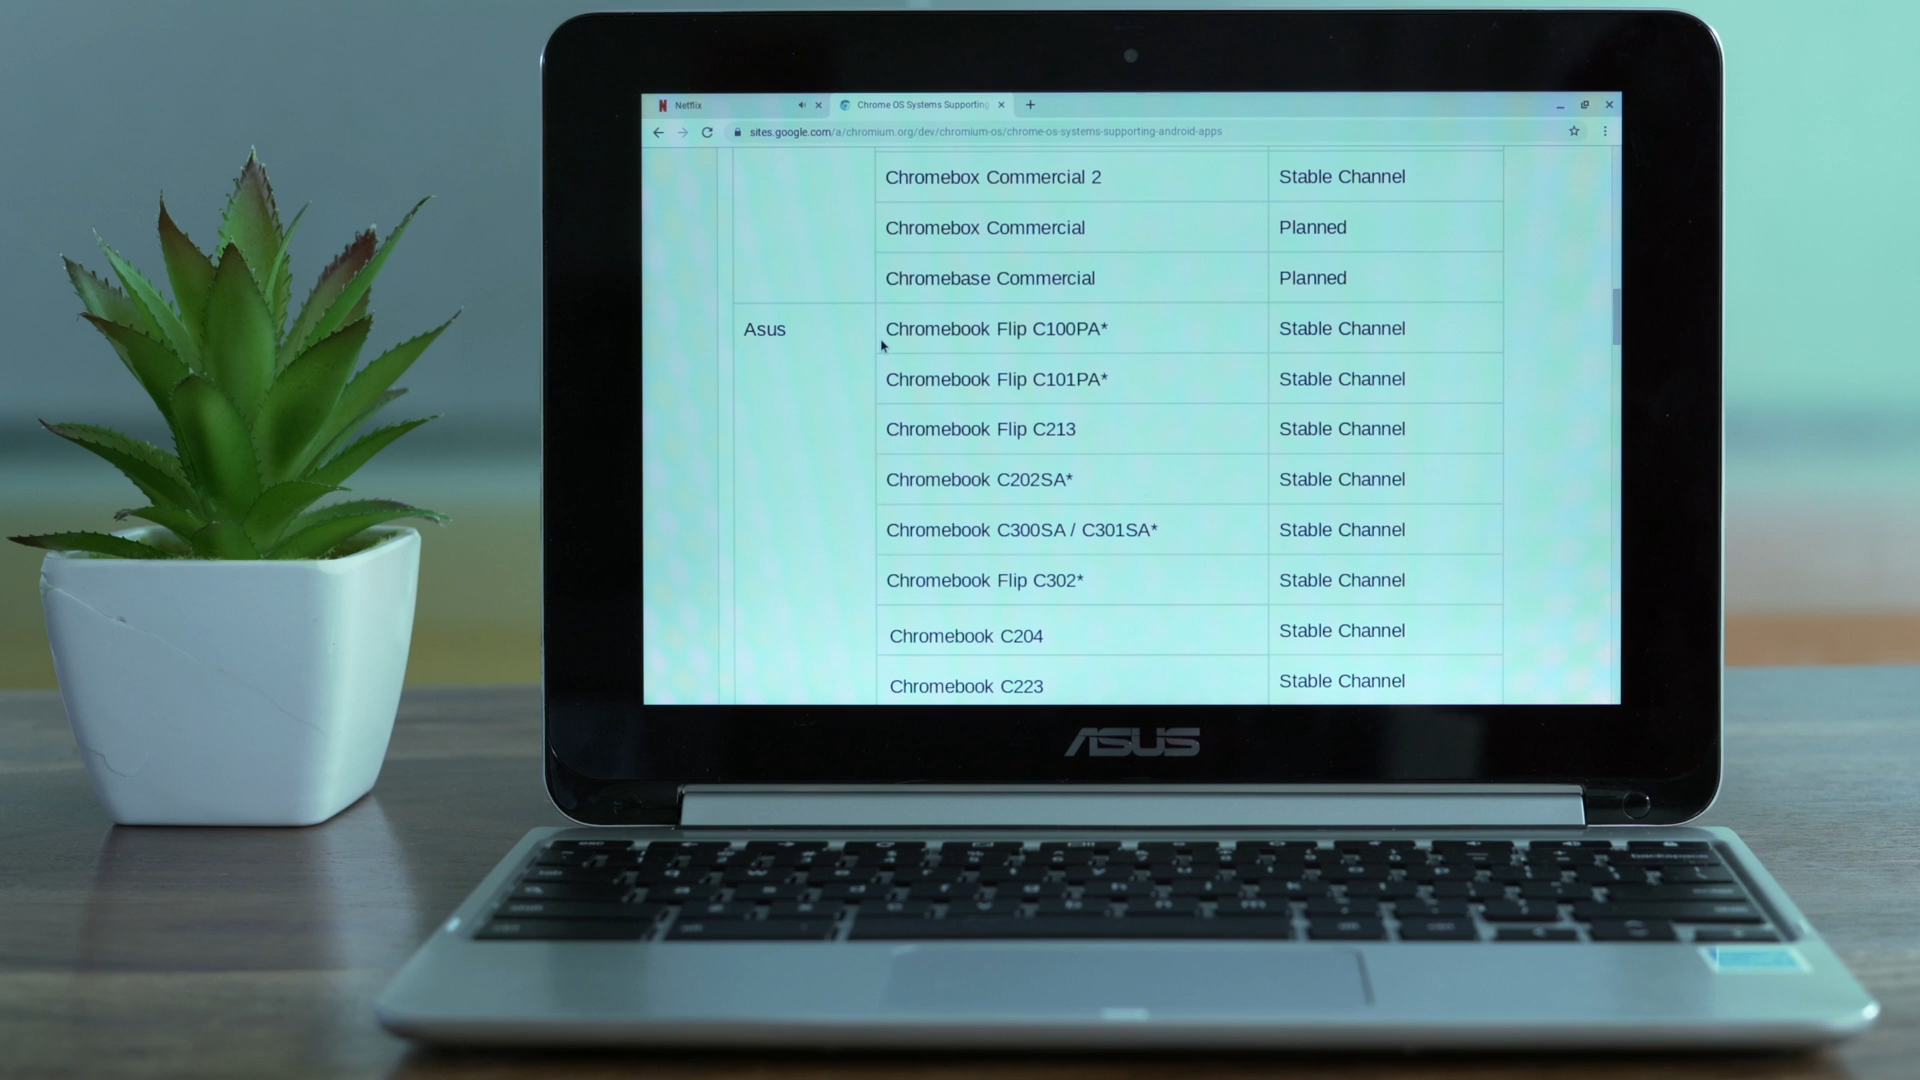 Netflix
Chrome OS Systems Supporting
sites.google.com/a/chromium.org/dev/chromium-os/chrome-os-systems-supporting-android-apps
Chromebox Commercial 2 Stable Channel
Chromebox Commercial Planned
Chromebase Commercial Planned
Asus Chromebook Flip C100PA* Stable Channel
Chromebook Flip C101PA* Stable Channel
Chromebook Flip C213 Stable Channel
Chromebook C202SA* Stable Channel
Chromebook C300SA / C301SA* Stable Channel
Chromebook Flip C302* Stable Channel
Chromebook C204 Stable Channel
Chromebook C223 Stable Channel
ASUS